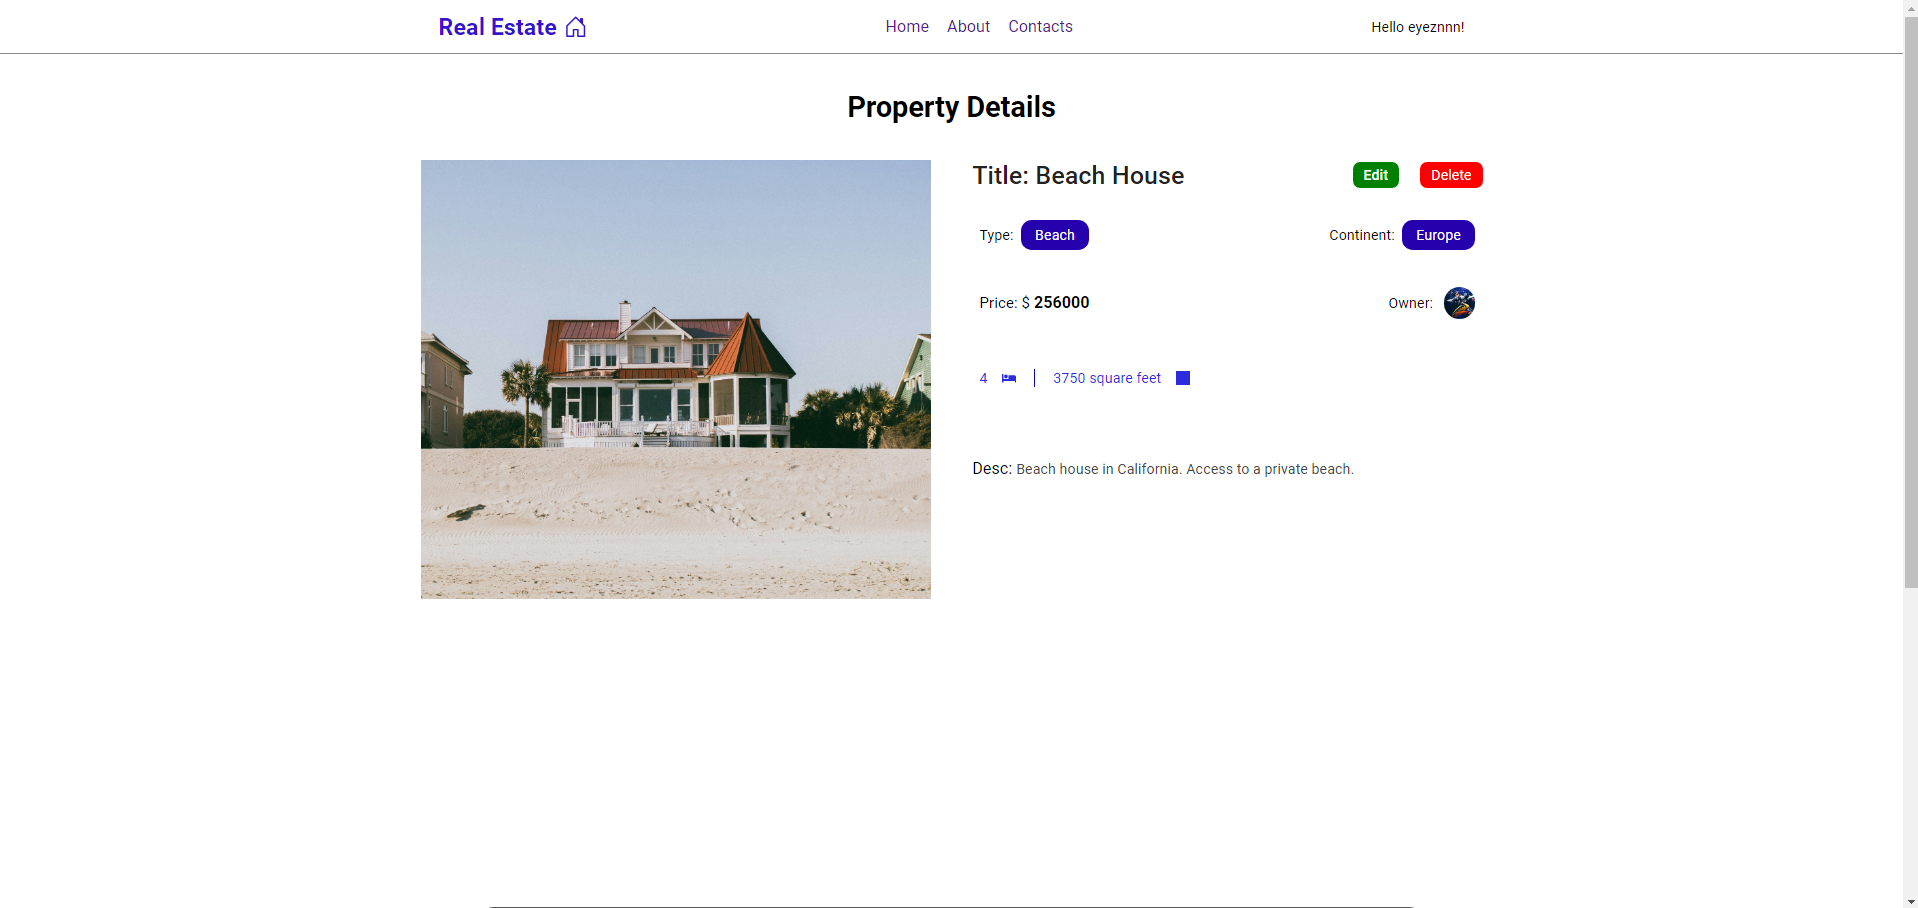 Real Estate
Home About Contacts
Hello eyeznnn!
Property Details
Title: Beach House
Edit Delete
Type: Beach
Continent: Europe
Price: $ 256000
Owner:
4
3750 square feet
Desc: Beach house in California. Access to a private beach.